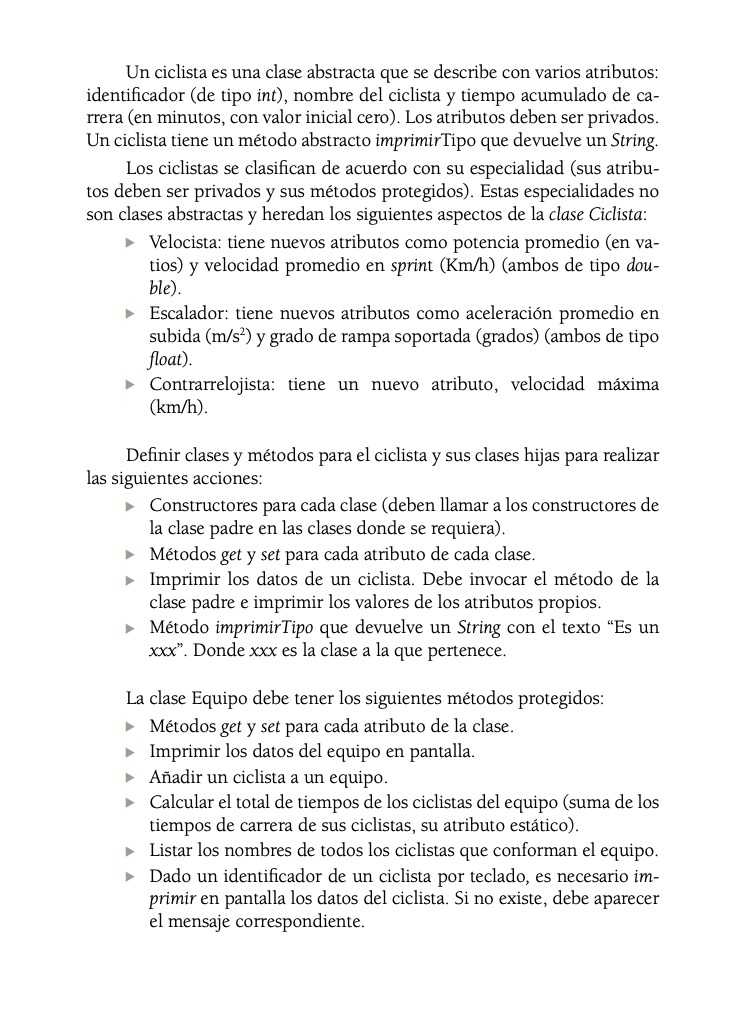 Un ciclista es una clase abstracta que se describe con varios atributos:
identificador (de tipo int), nombre del ciclista y tiempo acumulado de ca-
rrera (en minutos, con valor inicial cero). Los atributos deben ser privados.
Un ciclista tiene un método abstracto imprimirTipo que devuelve un String.
Los ciclistas se clasifican de acuerdo con su especialidad (sus atribu-
tos deben ser privados y sus métodos protegidos). Estas especialidades no
son clases abstractas y heredan los siguientes aspectos de la clase Ciclista:
▶ Velocista: tiene nuevos atributos como potencia promedio (en va-
tios) y velocidad promedio en sprint (Km/h) (ambos de tipo dou-
ble).
▶ Escalador: tiene nuevos atributos como aceleración promedio en
subida (m/s²) y grado de rampa soportada (grados) (ambos de tipo
float).
▶ Contrarrelojista: tiene un nuevo atributo, velocidad máxima
(km/h).
Definir clases y métodos para el ciclista y sus clases hijas para realizar
las siguientes acciones:
▶ Constructores para cada clase (deben llamar a los constructores de
la clase padre en las clases donde se requiera).
▶ Métodos get y set para cada atributo de cada clase.
▶ Imprimir los datos de un ciclista. Debe invocar el método de la
clase padre e imprimir los valores de los atributos propios.
▶ Método imprimirTipo que devuelve un String con el texto “Es un
xxx”. Donde xxx es la clase a la que pertenece.
La clase Equipo debe tener los siguientes métodos protegidos:
▶ Métodos get y set para cada atributo de la clase.
▶ Imprimir los datos del equipo en pantalla.
▶ Añadir un ciclista a un equipo.
▶ Calcular el total de tiempos de los ciclistas del equipo (suma de los
tiempos de carrera de sus ciclistas, su atributo estático).
▶ Listar los nombres de todos los ciclistas que conforman el equipo.
▶ Dado un identificador de un ciclista por teclado, es necesario im-
primir en pantalla los datos del ciclista. Si no existe, debe aparecer
el mensaje correspondiente.